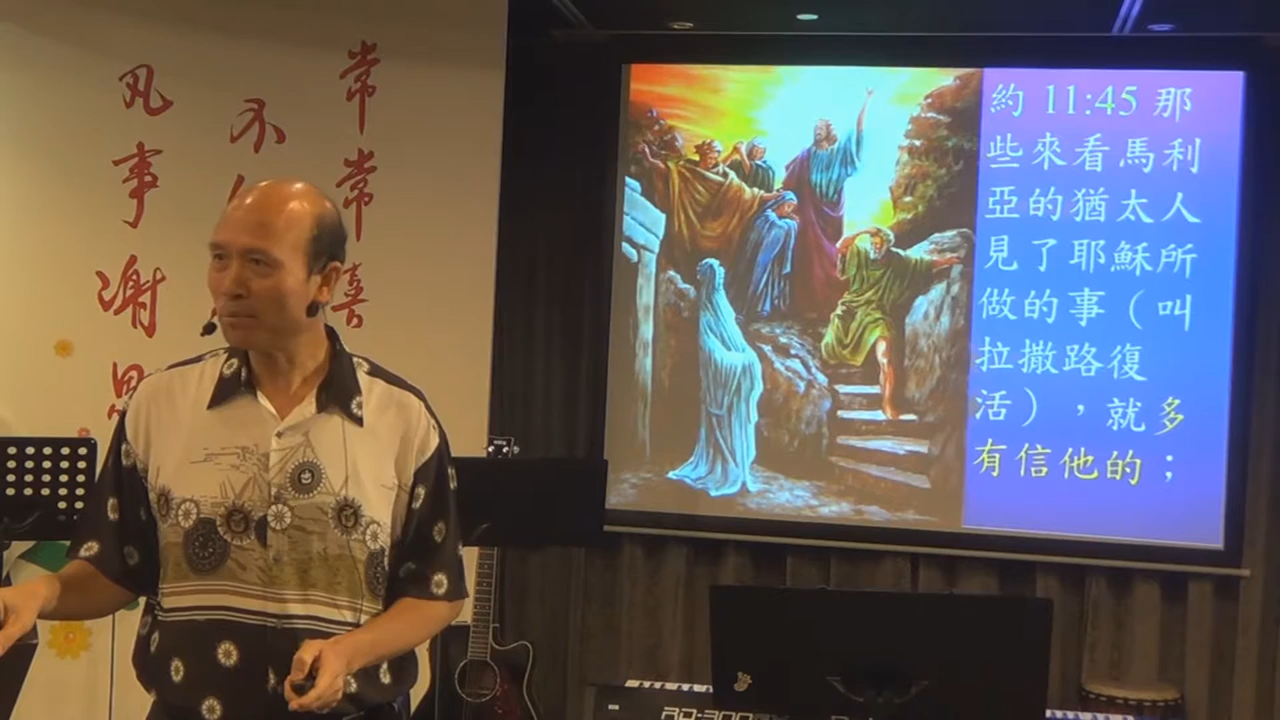 常常喜
不
凡事謝恩
約 11:45 那
些來看馬利
亞的猶太人
見了耶穌所
做的事（叫
拉撒路復
活），就多
有信他的；